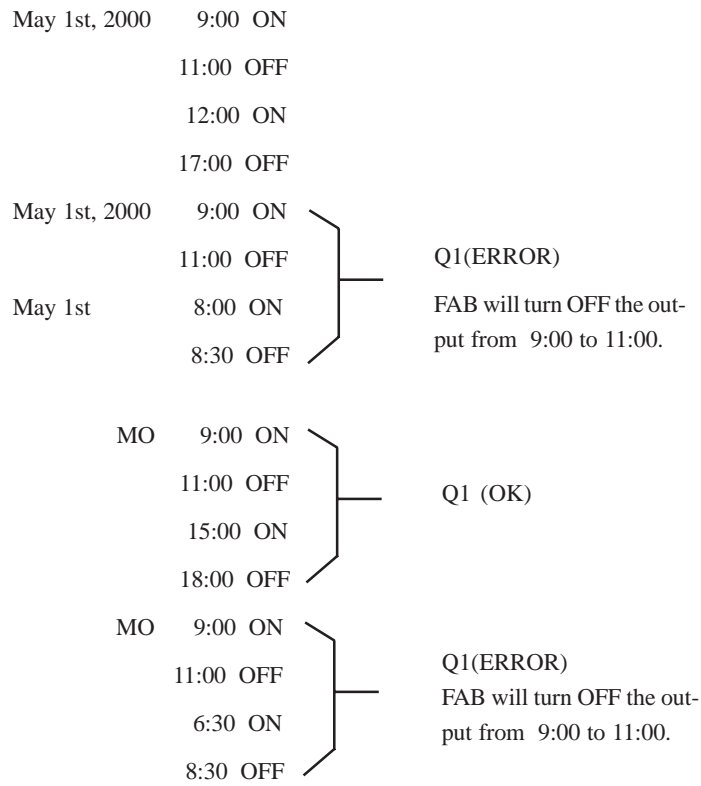 May 1st, 2000 9:00 ON
11:00 OFF
12:00 ON
17:00 OFF
May 1st, 2000 9:00 ON
11:00 OFF
May 1st 8:00 ON
8:30 OFF
Q1(ERROR)
FAB will turn OFF the out-
put from 9:00 to 11:00.
MO 9:00 ON
11:00 OFF
15:00 ON
18:00 OFF
Q1 (OK)
MO 9:00 ON
11:00 OFF
6:30 ON
8:30 OFF
Q1(ERROR)
FAB will turn OFF the out-
put from 9:00 to 11:00.